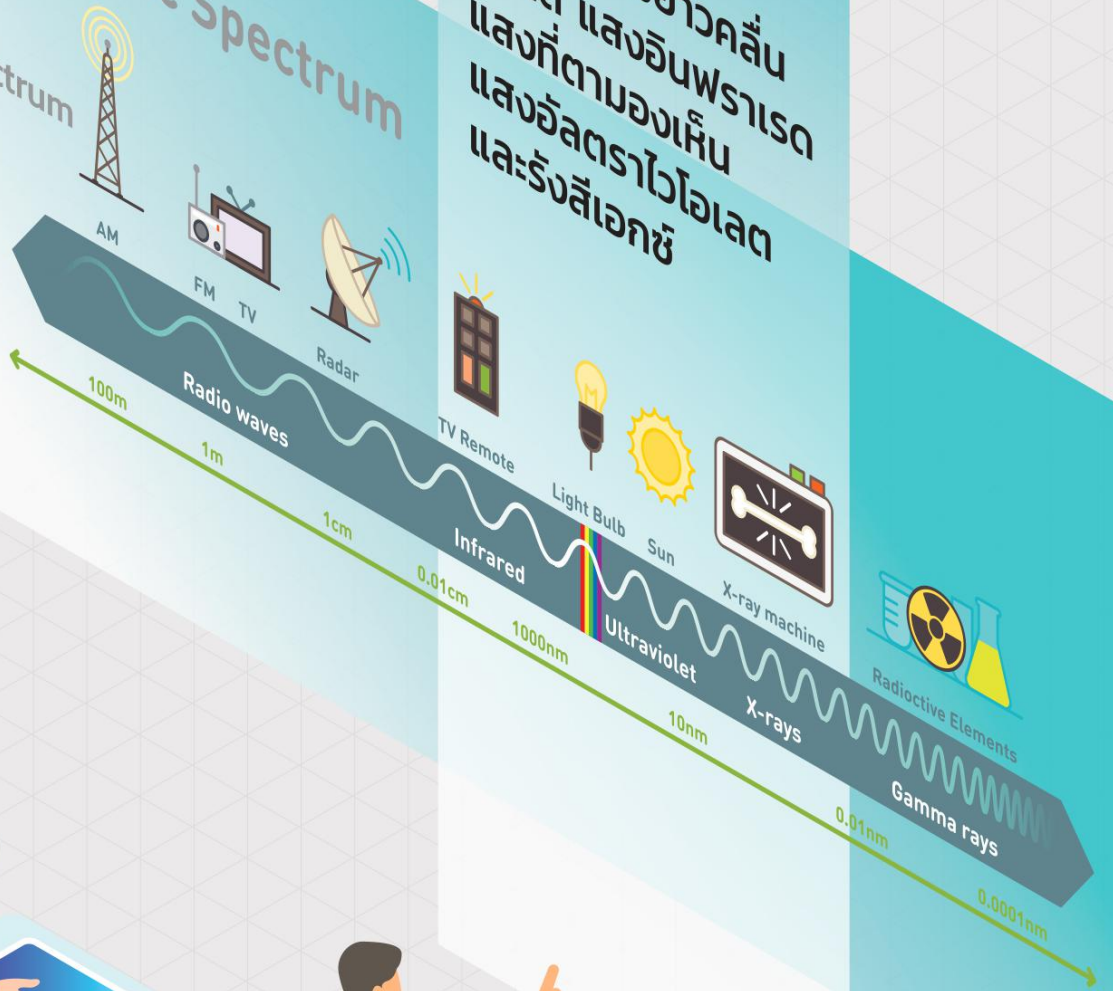 Spectrum
แสงอินฟราเรด
แสงที่ตามองเห็น
แสงอัลตราไวโอเลต
และรังสีเอกซ์
AM
FM
TV
Radar
TV Remote
Light Bulb
Sun
X-ray machine
Radioctive Elements
Radio waves
Infrared
Ultraviolet
X-rays
Gamma rays
100m
1m
1cm
0.01cm
1000nm
10nm
0.01nm
0.0001nm